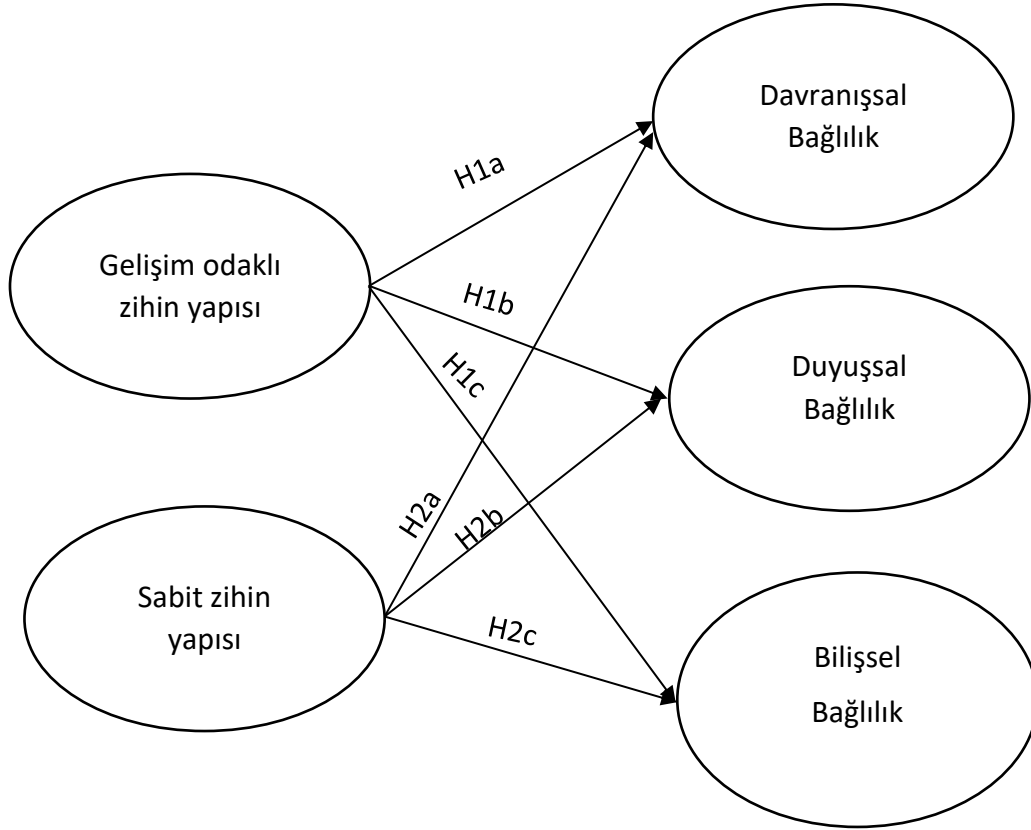 Davranışsal
Bağlılık
H1a
Gelişim odaklı
zihin yapısı
H1b
H1c
Duyuşsal
Bağlılık
H2a
H2b
Sabit zihin
yapısı
H2c
Bilişsel
Bağlılık